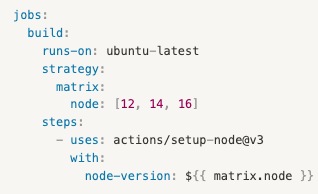 jobs:
  build:
    runs-on: ubuntu-latest
    strategy:
      matrix:
        node: [12, 14, 16]
    steps:
      - uses: actions/setup-node@v3
        with:
          node-version: ${{ matrix.node }}